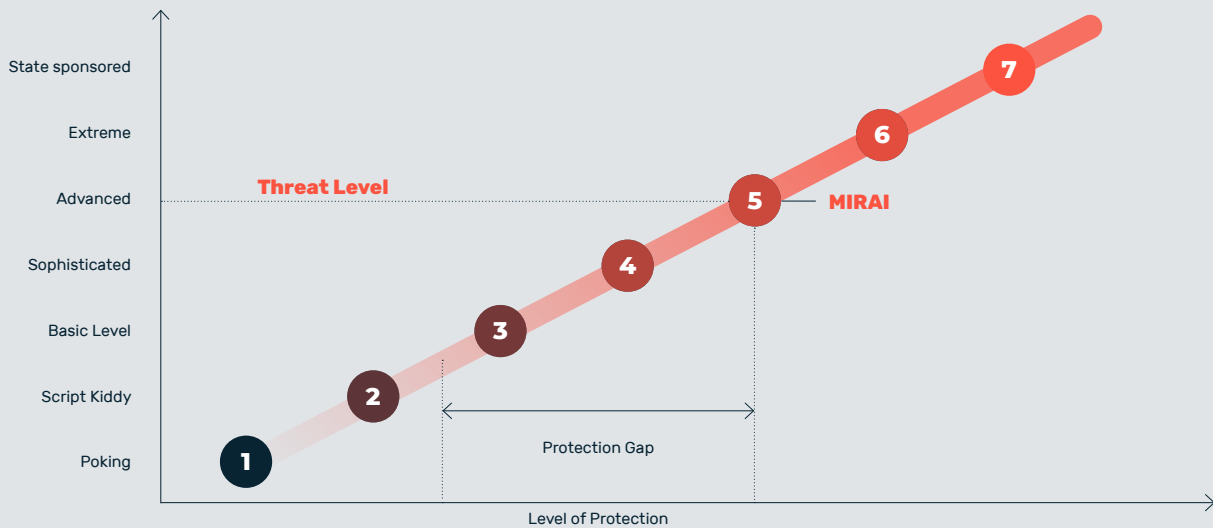 State sponsored
7
Extreme
6
Threat Level
Advanced
5
MIRAI
Sophisticated
4
Basic Level
3
Script Kiddy
2
Protection Gap
Poking
1
Level of Protection